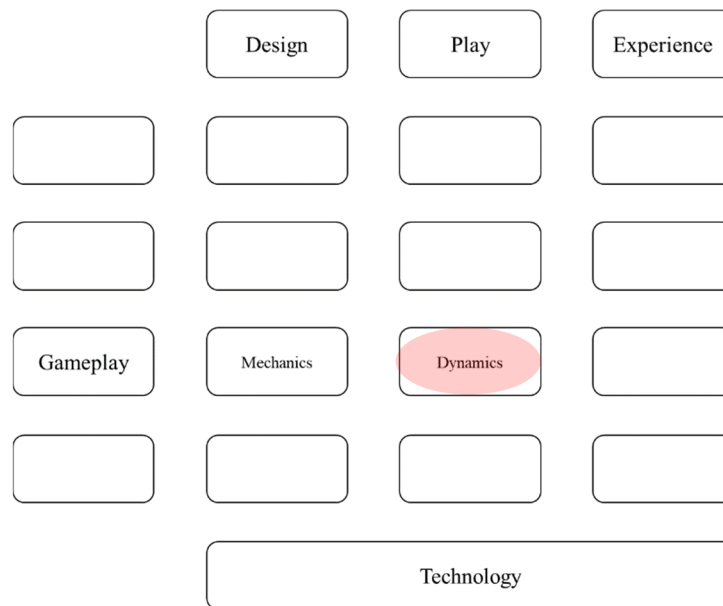 Design
Play
Experience
Gameplay
Mechanics
Dynamics
Technology